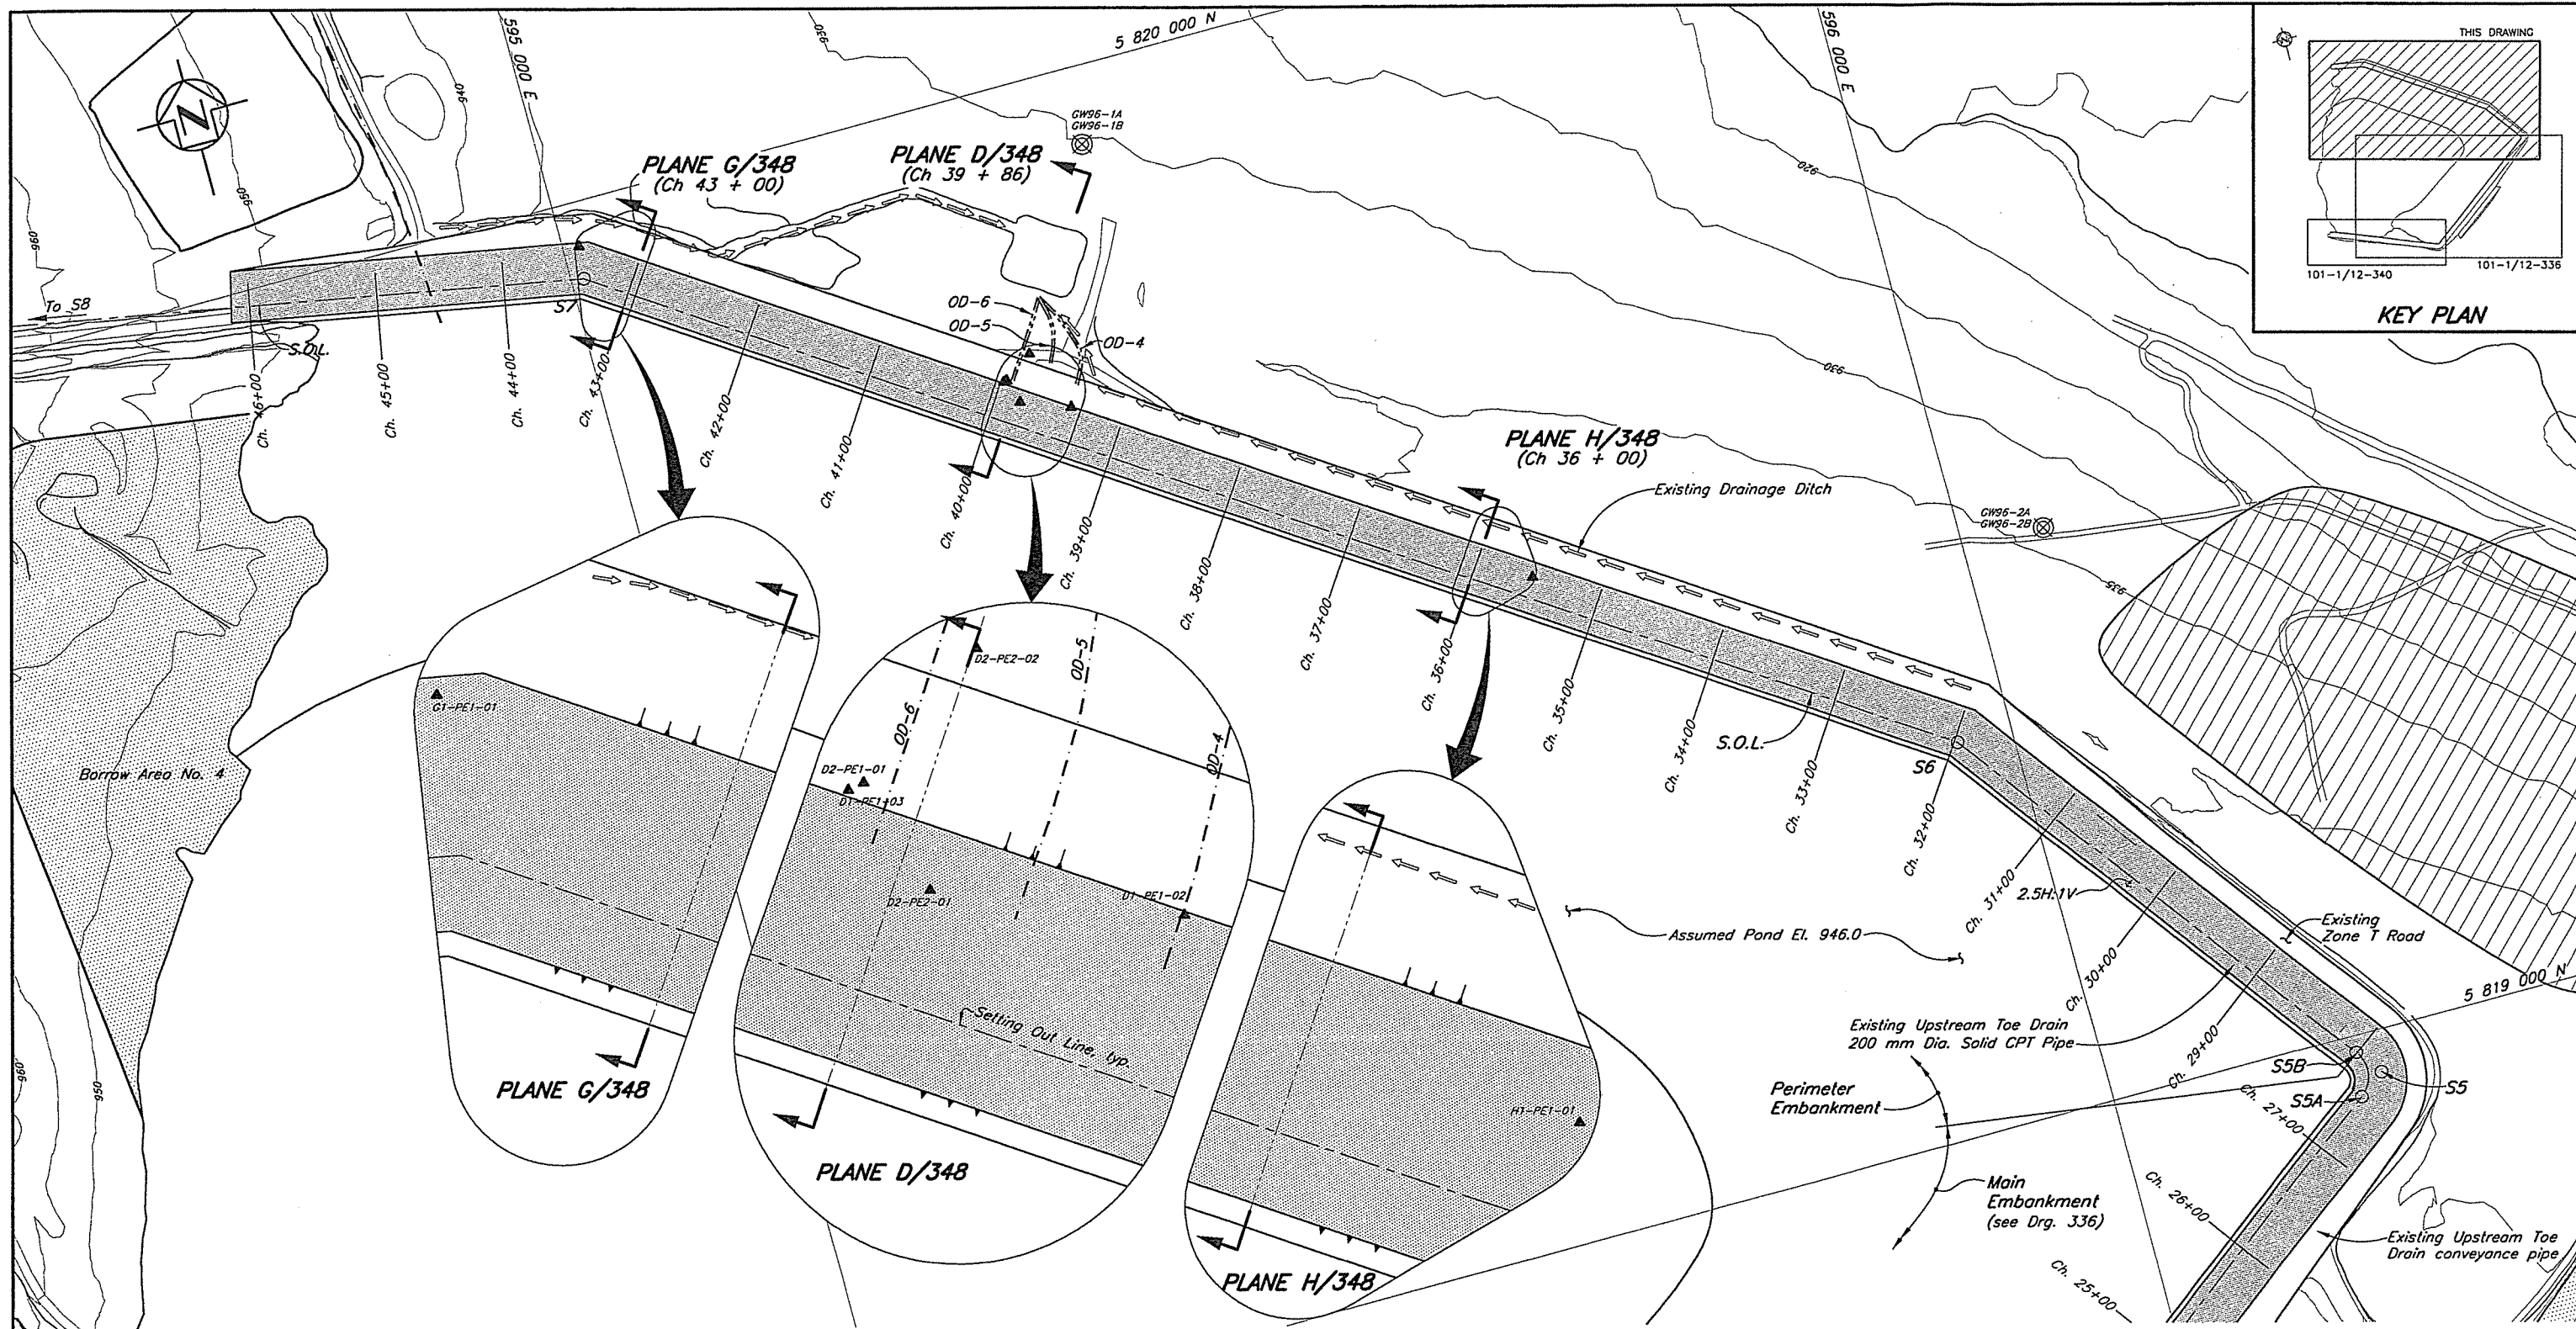 595 000 E
930
5 820 000 N
596 000 E
THIS DRAWING
101-1/12-340
101-1/12-336
KEY PLAN
940
950
960
N
GW96-1A
GW96-1B
PLANE G/348
(Ch 43 + 00)
PLANE D/348
(Ch 39 + 86)
920
To S8
S.O.L.
S7
OD-6
OD-5
OD-4
930
Ch. 46+00
Ch. 45+00
Ch. 44+00
Ch. 43+00
Ch. 42+00
Ch. 41+00
Ch. 40+00
Ch. 39+00
Ch. 38+00
Ch. 37+00
Ch. 36+00
Ch. 35+00
Ch. 34+00
Ch. 33+00
Ch. 32+00
Ch. 31+00
Ch. 30+00
Ch. 29+00
Ch. 27+00
Ch. 26+00
Ch. 25+00
PLANE H/348
(Ch 36 + 00)
Existing Drainage Ditch
GW96-2A
GW96-2B
935
S.O.L.
S6
2.5H:1V
Existing
Zone T Road
5 819 000 N
Borrow Area No. 4
G1-PE1-01
D2-PE2-02
OD-5
OD-6
OD-4
D2-PE1-01
D1-PE1-03
D2-PE2-01
D1-PE1-02
Setting Out Line, typ.
Assumed Pond El. 946.0
Existing Upstream Toe Drain
200 mm Dia. Solid CPT Pipe
S5B
S5
S5A
Perimeter
Embankment
Main
Embankment
(see Drg. 336)
Existing Upstream Toe
Drain conveyance pipe
H1-PE1-01
PLANE G/348
PLANE D/348
PLANE H/348
960
950